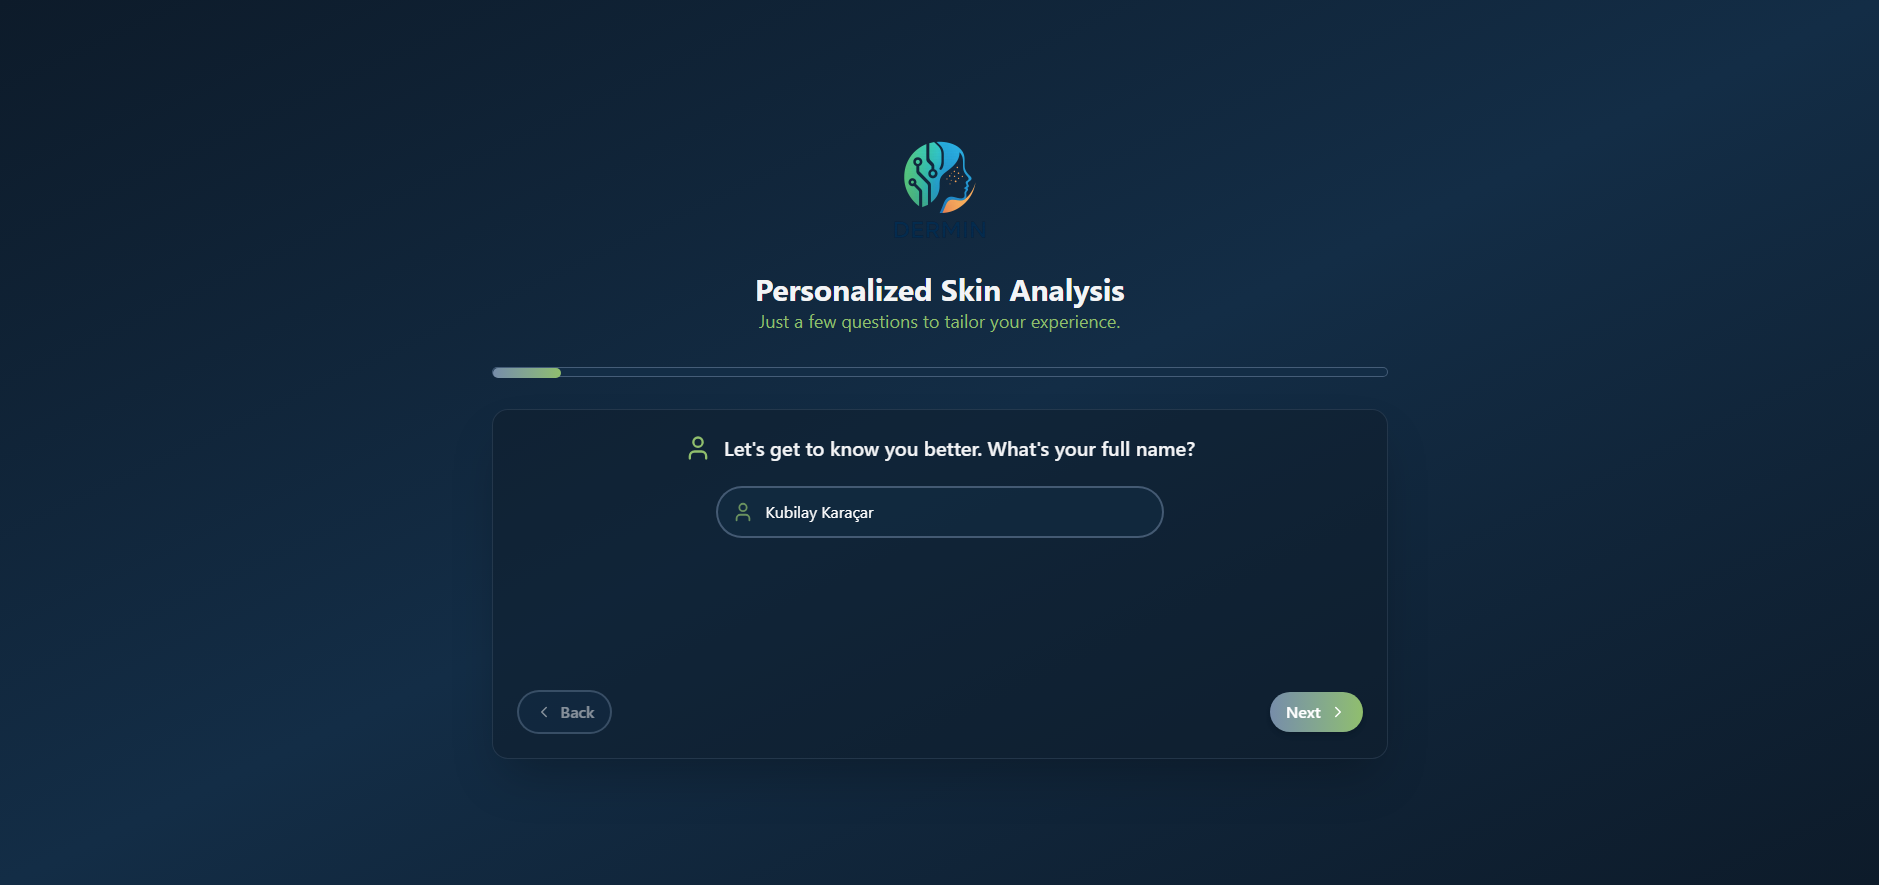 DERMIN
Personalized Skin Analysis
Just a few questions to tailor your experience.
Let's get to know you better. What's your full name?
Kubilay Karaçar
Back
Next